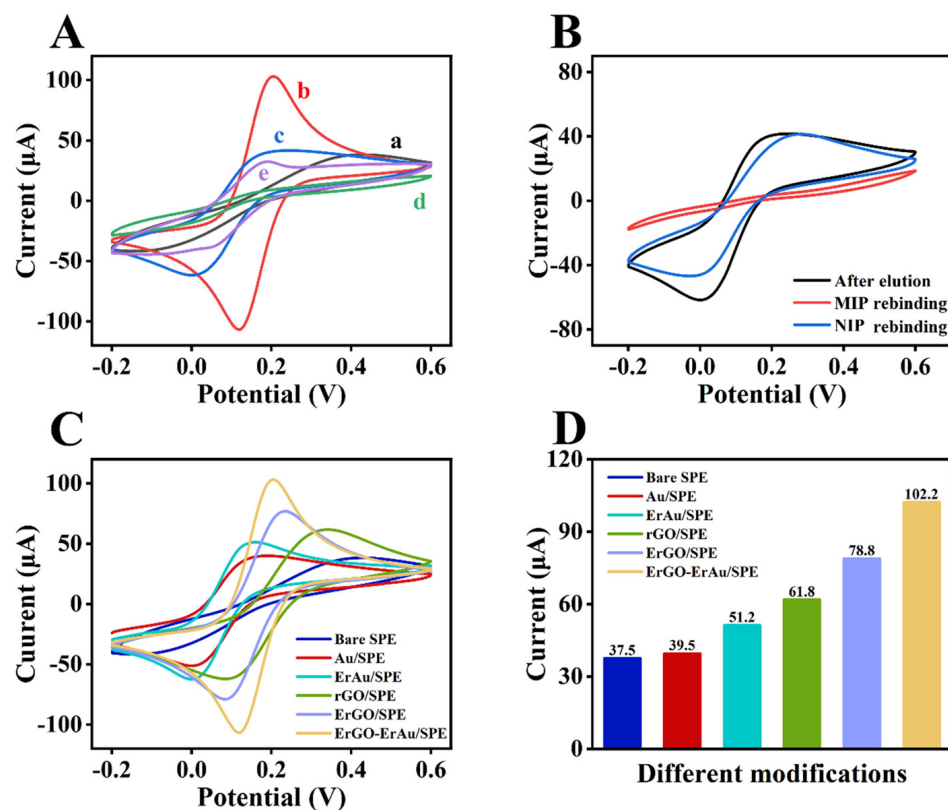 A
100
50
0
-50
-100
Current (μA)
a
b
c
d
e
-0.2
0.0
0.2
0.4
0.6
Potential (V)
B
80
40
0
-40
-80
Current (μA)
After elution
MIP rebinding
NIP rebinding
-0.2
0.0
0.2
0.4
0.6
Potential (V)
C
100
50
0
-50
-100
Cuurent (μA)
Bare SPE
Au/SPE
ErAu/SPE
rGO/SPE
ErGO/SPE
ErGO-ErAu/SPE
-0.2
0.0
0.2
0.4
0.6
Potential (V)
D
120
90
60
30
0
Current (μA)
Bare SPE
Au/SPE
ErAu/SPE
rGO/SPE
ErGO/SPE
ErGO-ErAu/SPE
37.5
39.5
51.2
61.8
78.8
102.2
Different modifications